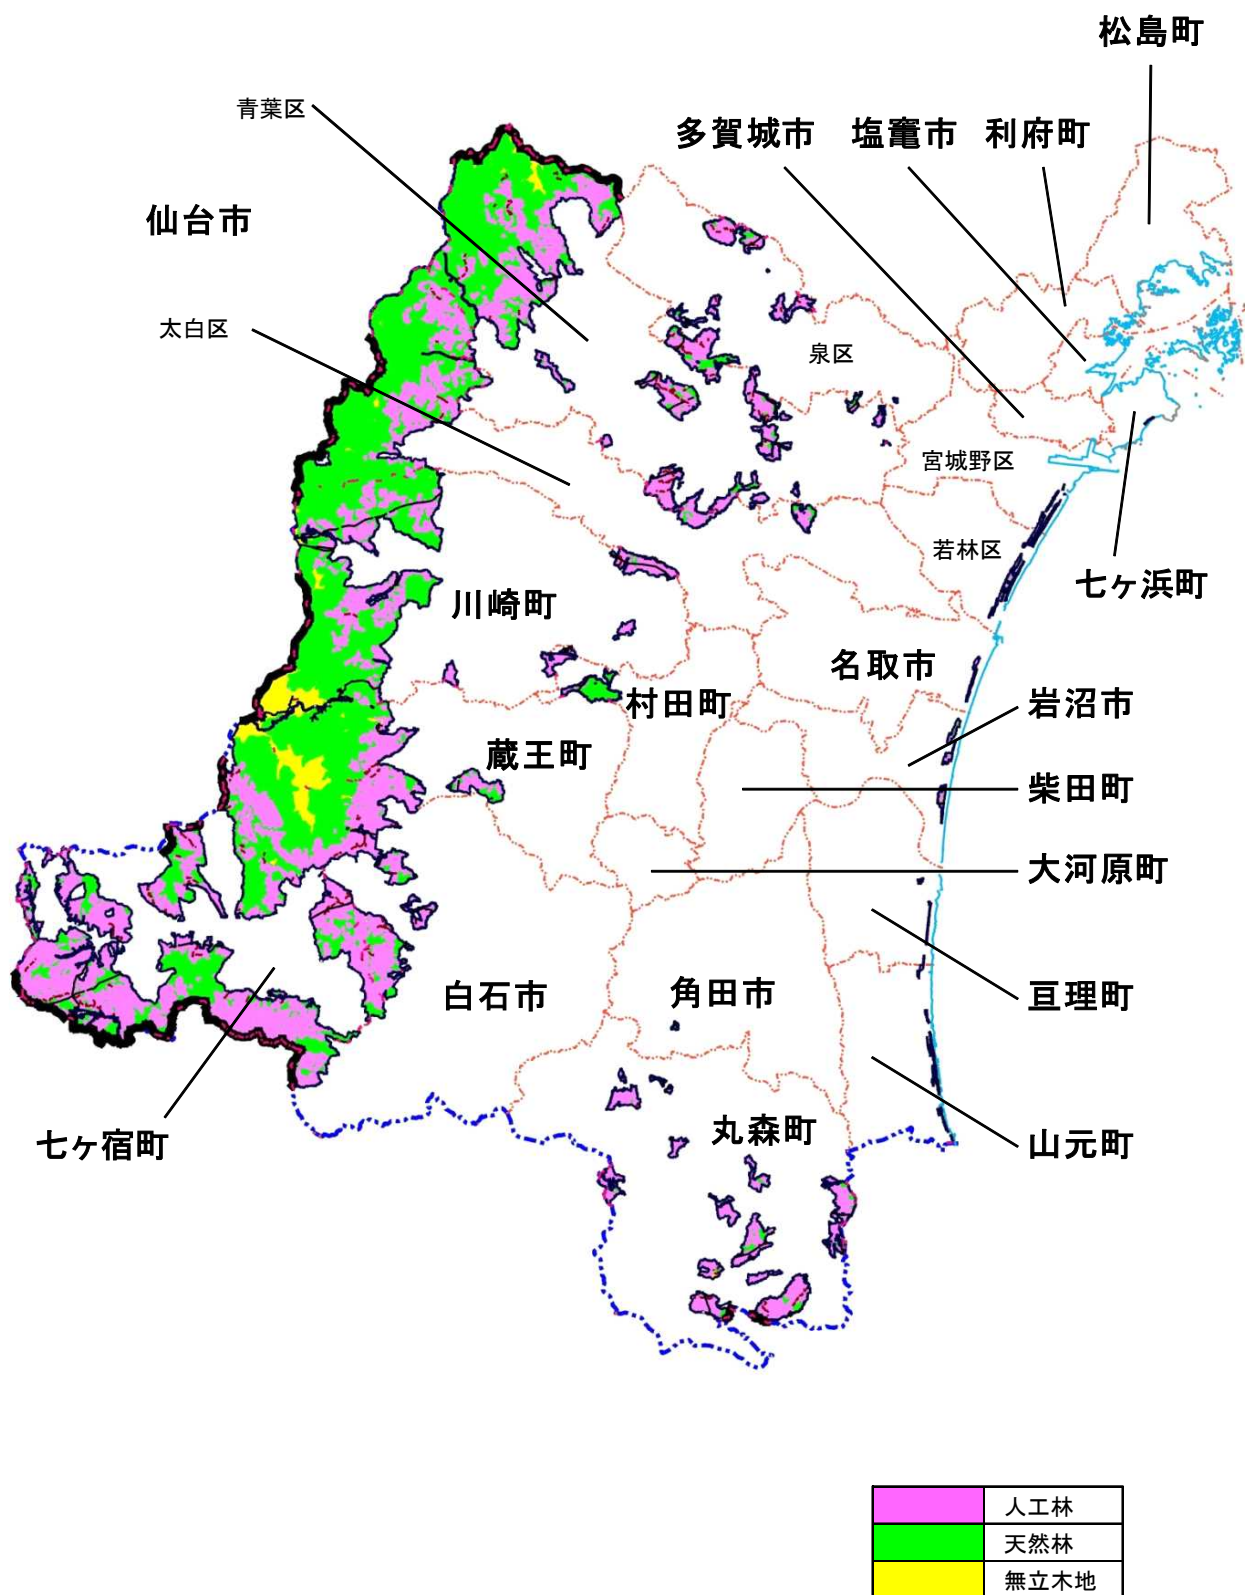 松島町
青葉区
多賀城市
塩竈市
利府町
仙台市
太白区
泉区
宮城野区
若林区
七ヶ浜町
川崎町
名取市
村田町
岩沼市
蔵王町
柴田町
大河原町
白石市
角田市
亘理町
丸森町
山元町
七ヶ宿町
人工林
天然林
無立木地